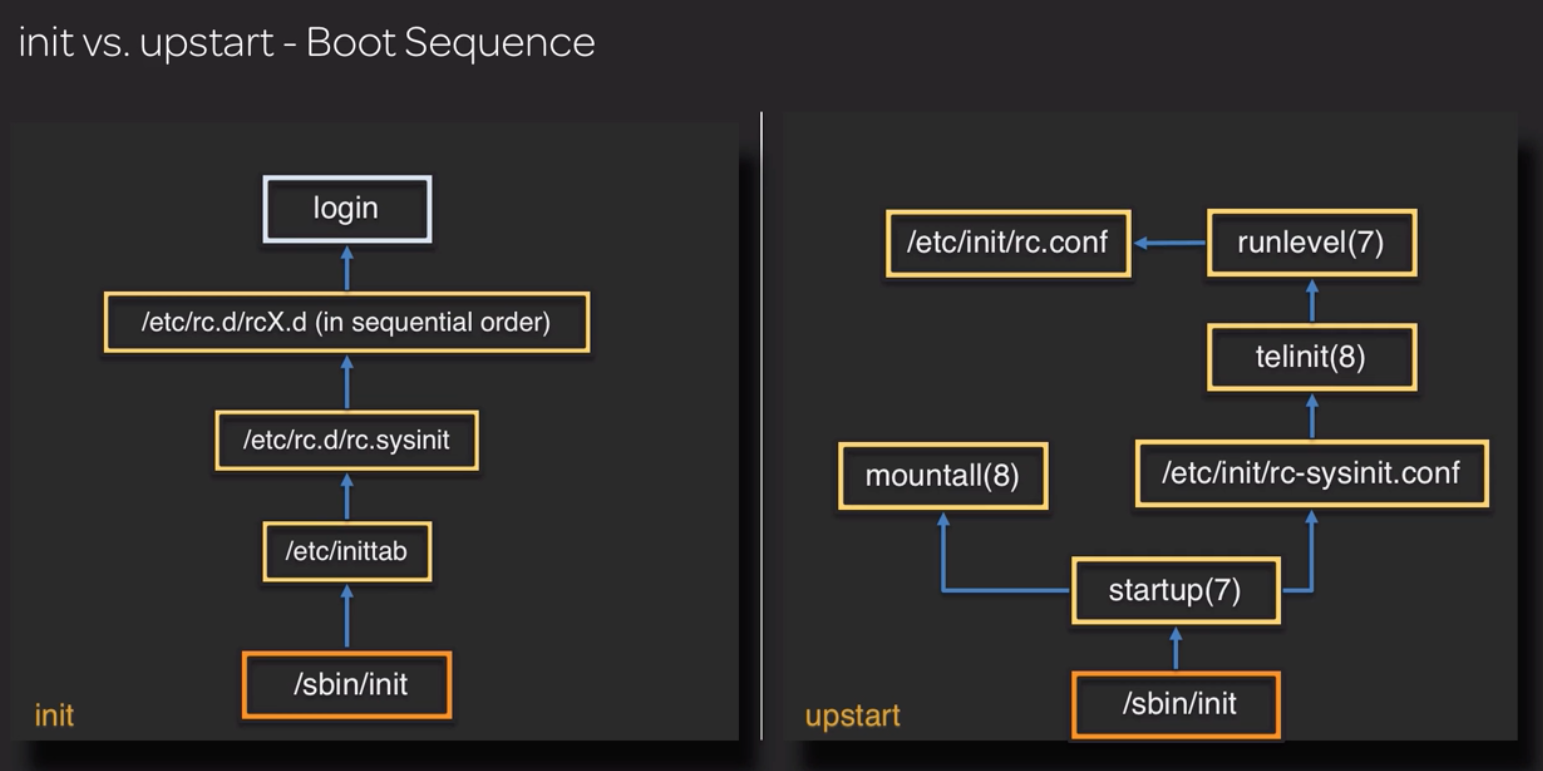 init vs. upstart - Boot Sequence
login
/etc/rc.d/rcX.d (in sequential order)
/etc/rc.d/rc.sysinit
/etc/inittab
/sbin/init
init
/etc/init/rc.conf
runlevel(7)
telinit(8)
mountall(8)
/etc/init/rc-sysinit.conf
startup(7)
/sbin/init
upstart